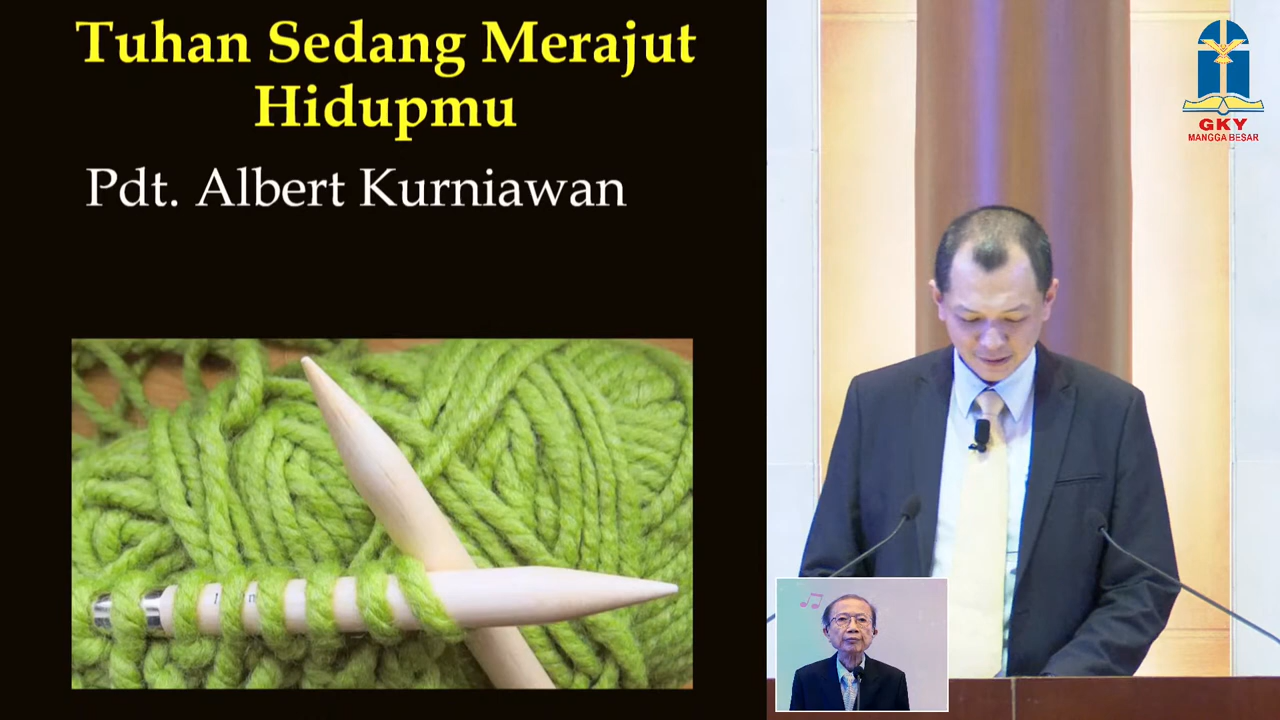 Tuhan Sedang Merajut
Hidupmu
Pdt. Albert Kurniawan
GKY
MANGGA BESAR